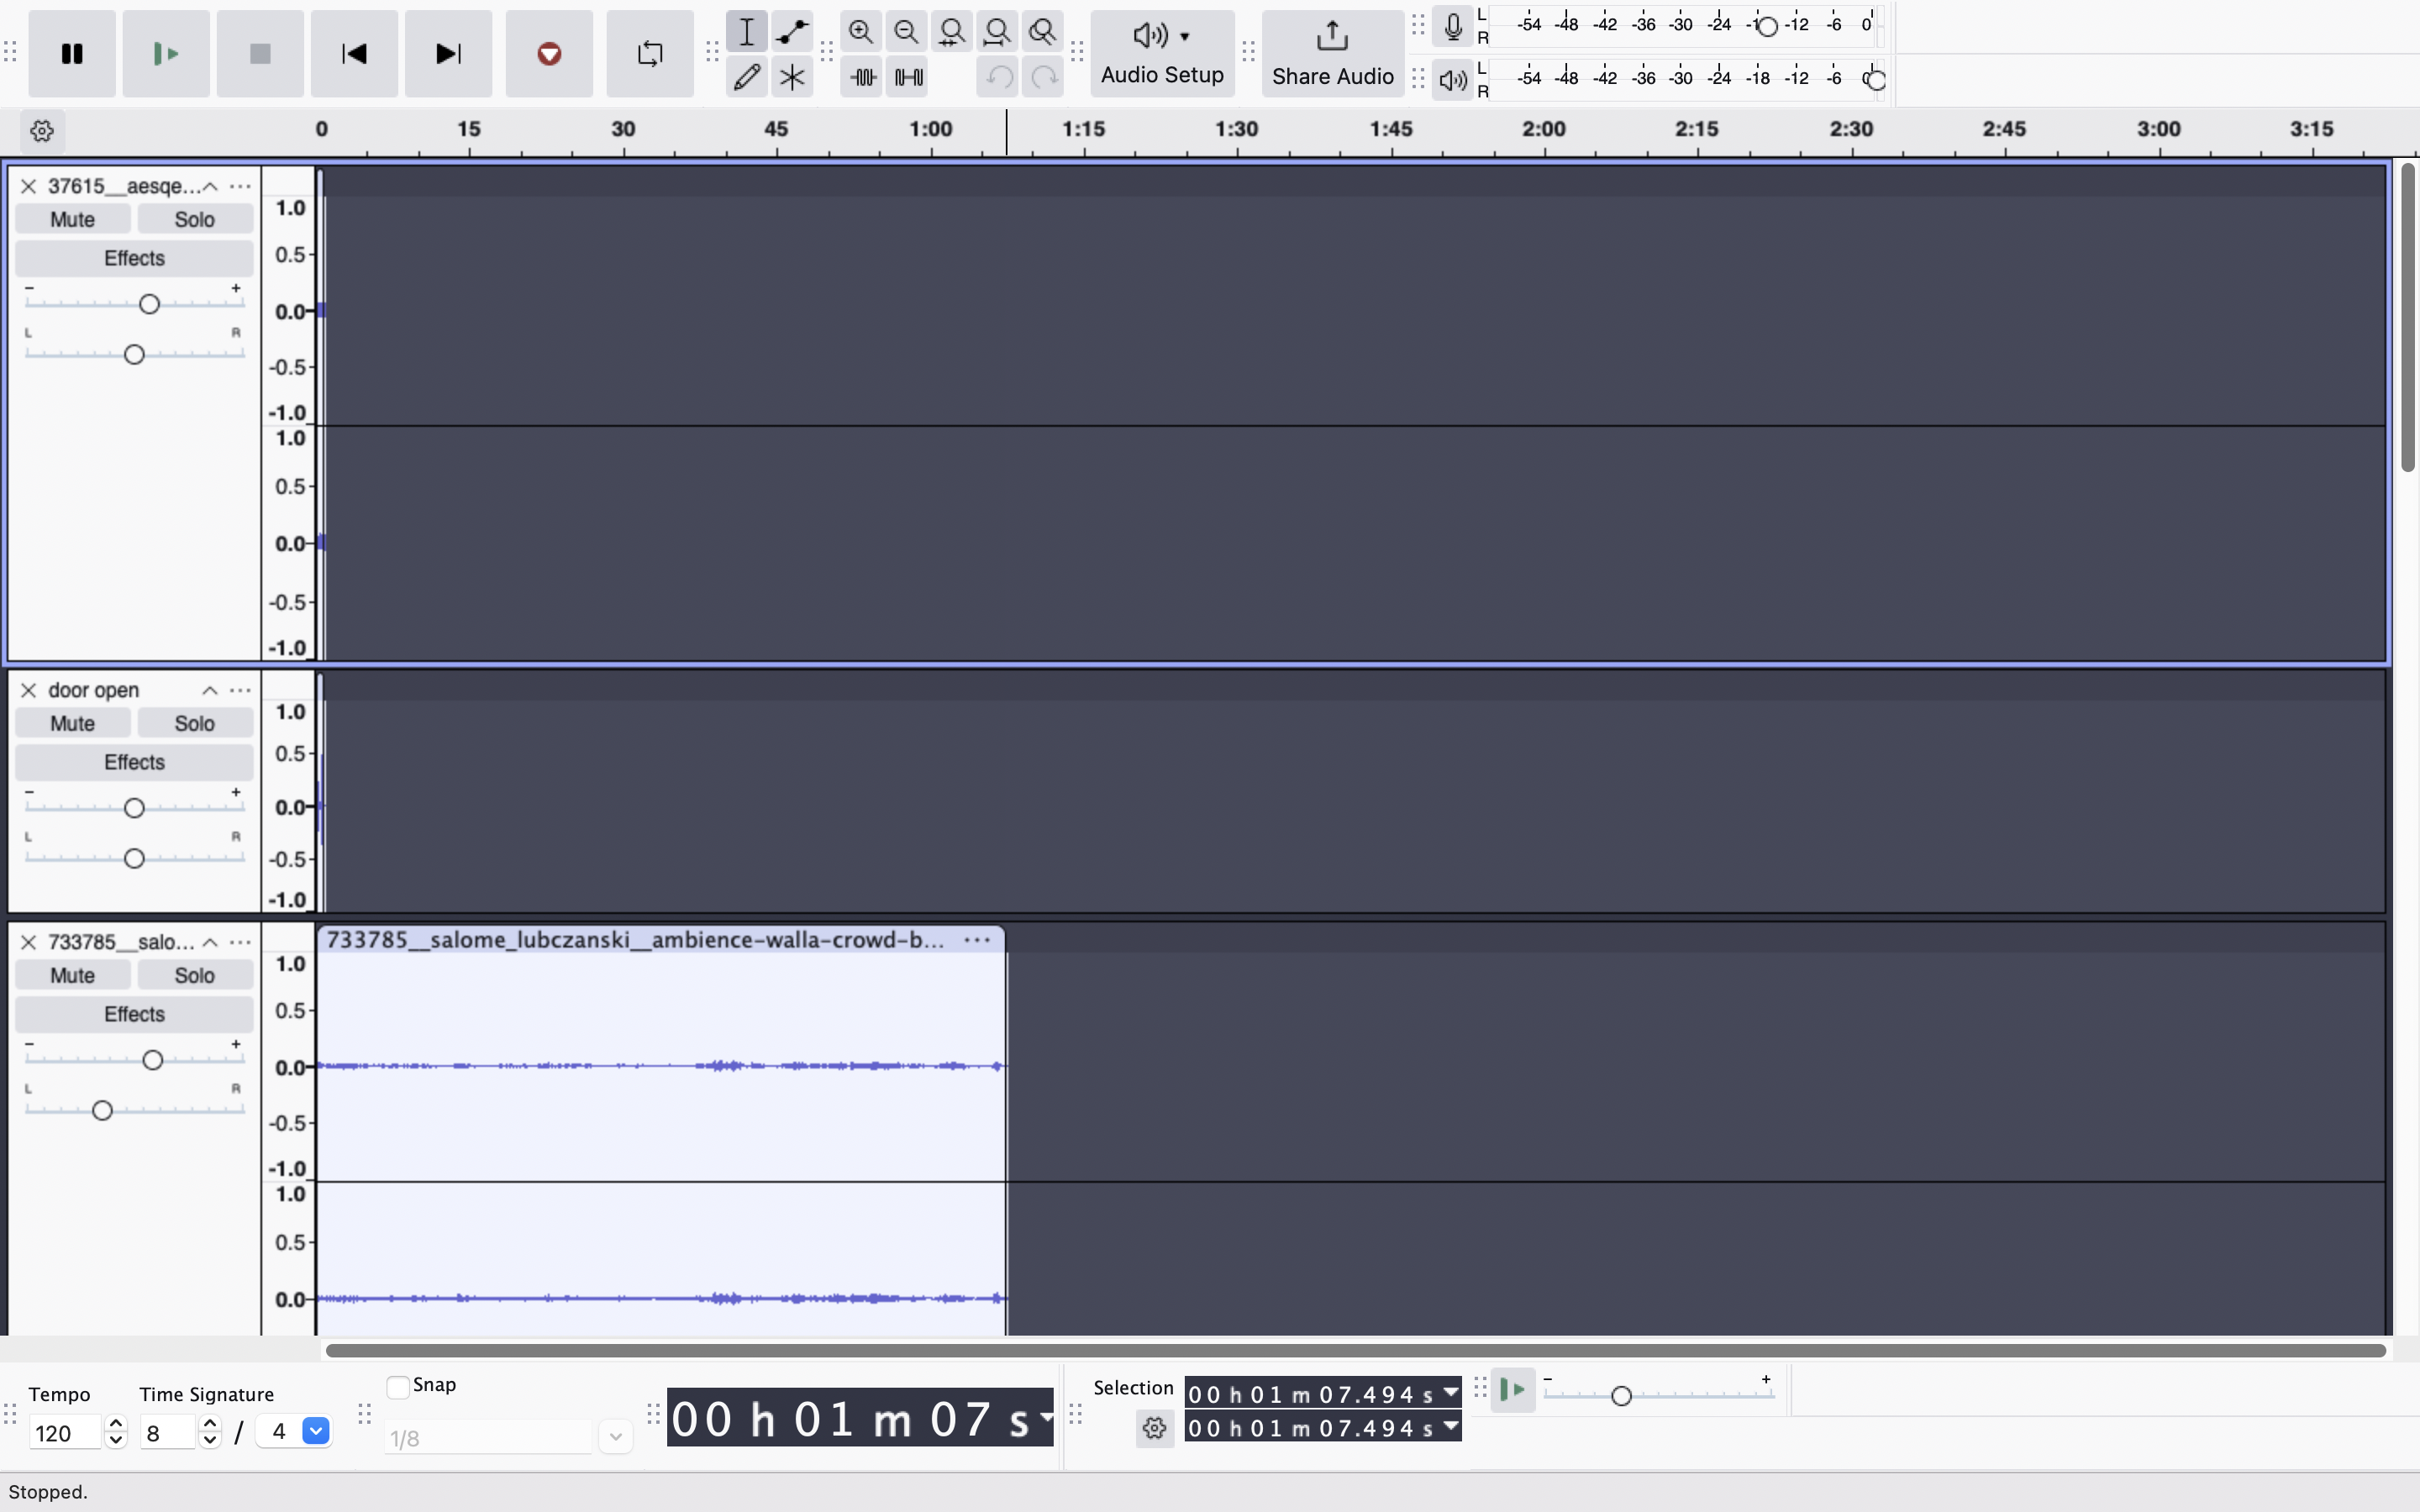 Audio Setup
Share Audio
L
R
-54 -48 -42 -36 -30 -24 -12 -6 0
L
R
-54 -48 -42 -36 -30 -24 -18 -12 -6
0 15 30 45 1:00 1:15 1:30 1:45 2:00 2:15 2:30 2:45 3:00 3:15
37615__aesqe...
Mute Solo
Effects
- +
L R
1.0
0.5
0.0
-0.5
-1.0
1.0
0.5
0.0
-0.5
-1.0
door open
Mute Solo
Effects
- +
L R
1.0
0.5
0.0
-0.5
-1.0
733785__salo...
Mute Solo
Effects
- +
L R
1.0
0.5
0.0
-0.5
-1.0
1.0
0.5
0.0
733785__salome_lubczanski__ambience-walla-crowd-b...
Tempo
120
Time Signature
8 / 4
Snap
1/8
00 h 01 m 07 s
Selection
00 h 01 m 07.494 s
00 h 01 m 07.494 s
- +
Stopped.